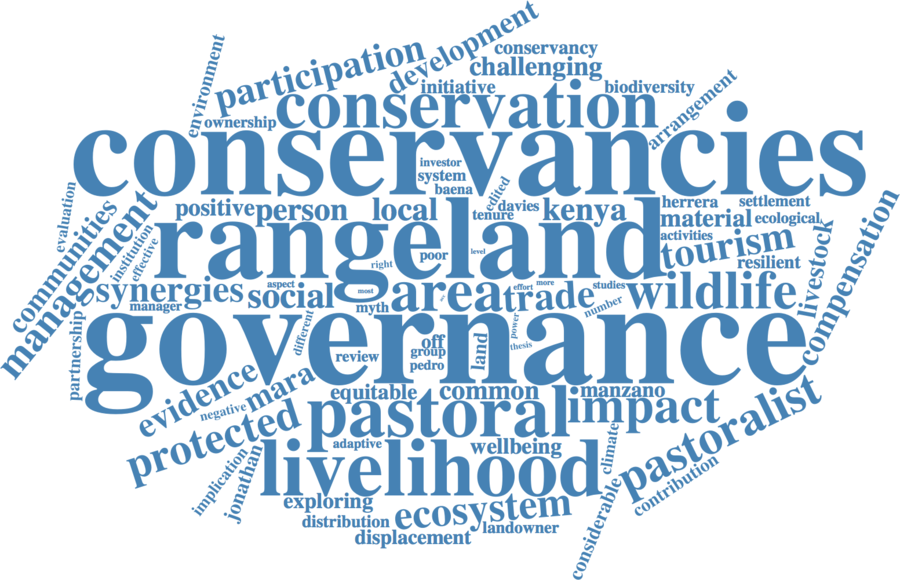 environment
participation
development
conservancy
challenging
initiative
biodiversity
arrangement
ownership
conservation
conservancies
investor
system
baena
edited
evaluation
communities
management
institution
effective
positive
person
local
tenure
davies
kenya
herrera
settlement
material
ecological
activities
rangeland
right
poor
level
tourism
resilient
livestock
compensation
synergies
manager
aspect
social
most
myth
area
effort
more
trade
studies
number
wildlife
partnership
governance
different
review
off
group
pedro
land
power
thesis
evidence
negative
mara
equitable
common
manzano
protected
pastoral
impact
pastoralist
implication
jonathan
adaptive
wellbeing
climate
livelihood
considerable
contribution
exploring
ecosystem
distribution
landowner
displacement